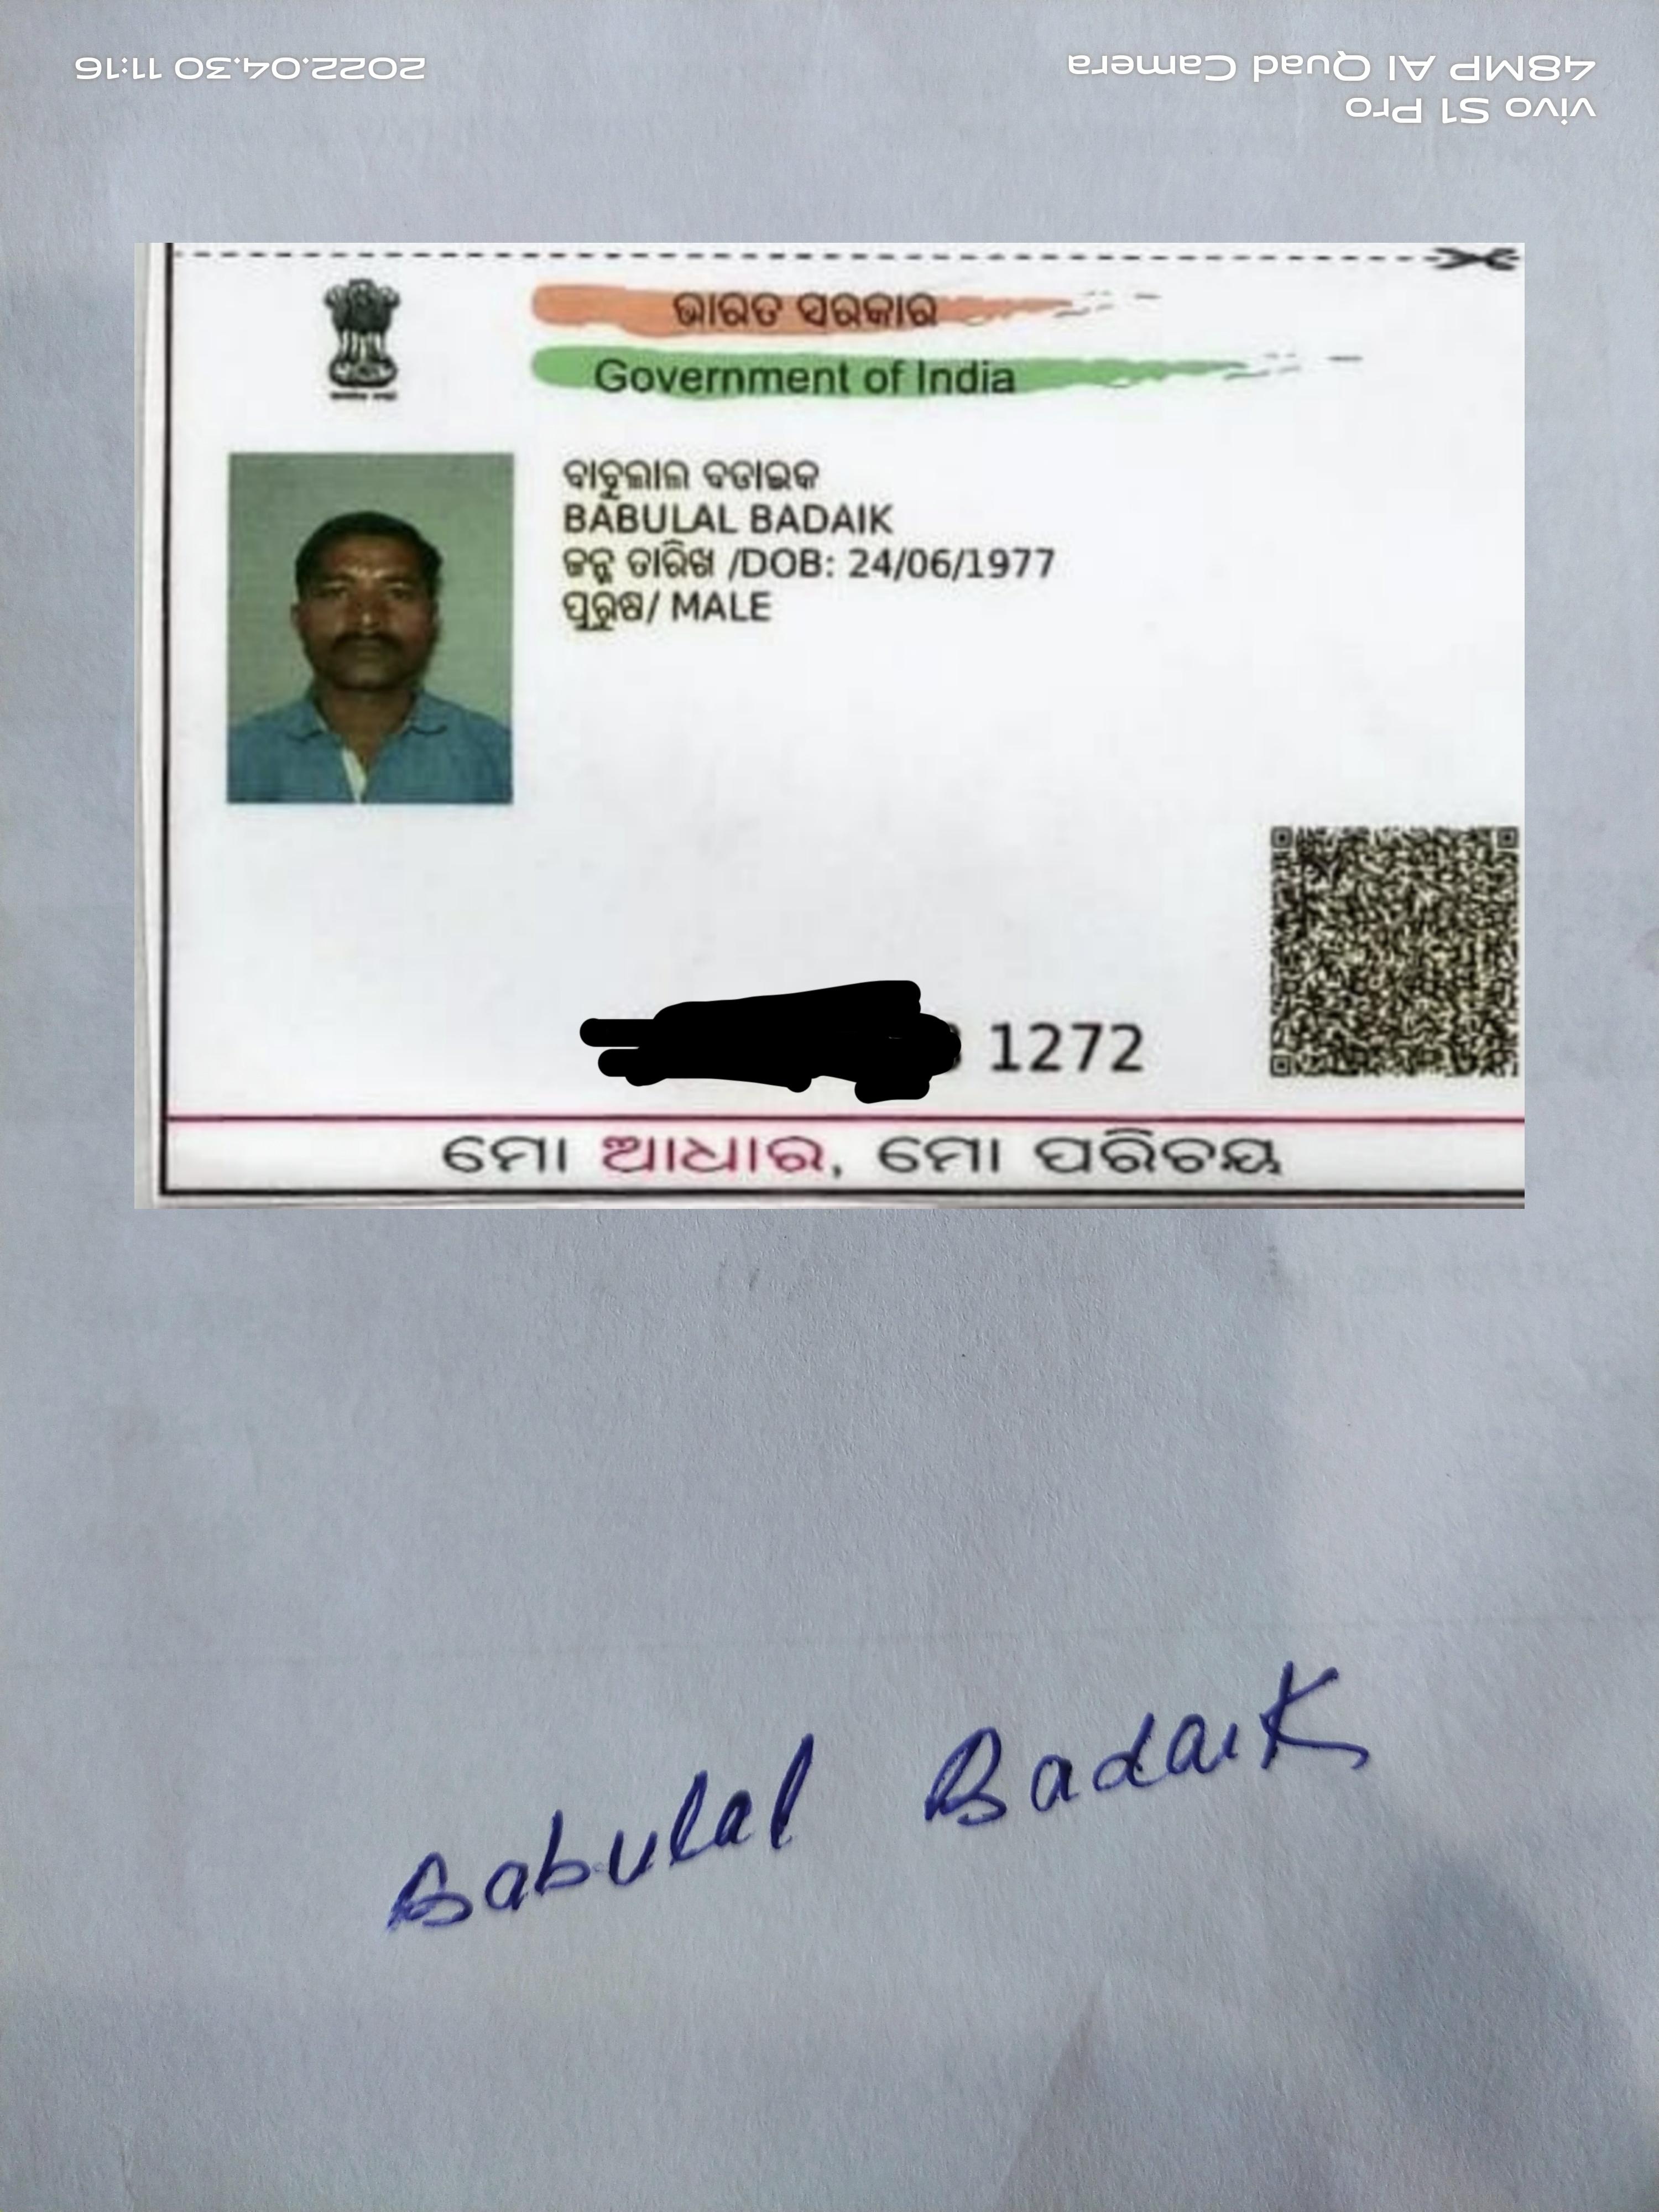 2022.04.30 11:16
vivo S1 Pro
48MP AI Quad Camera
ଭାରତ ସରକାର
Government of India
ବାବୁଲାଲ ବଡାଇକ
BABULAL BADAIK
ଜନ୍ମ ତାରିଖ /DOB: 24/06/1977
ପୁରୁଷ/ MALE
1272
ମୋ ଆଧାର, ମୋ ପରିଚୟ
Babulal Badaik